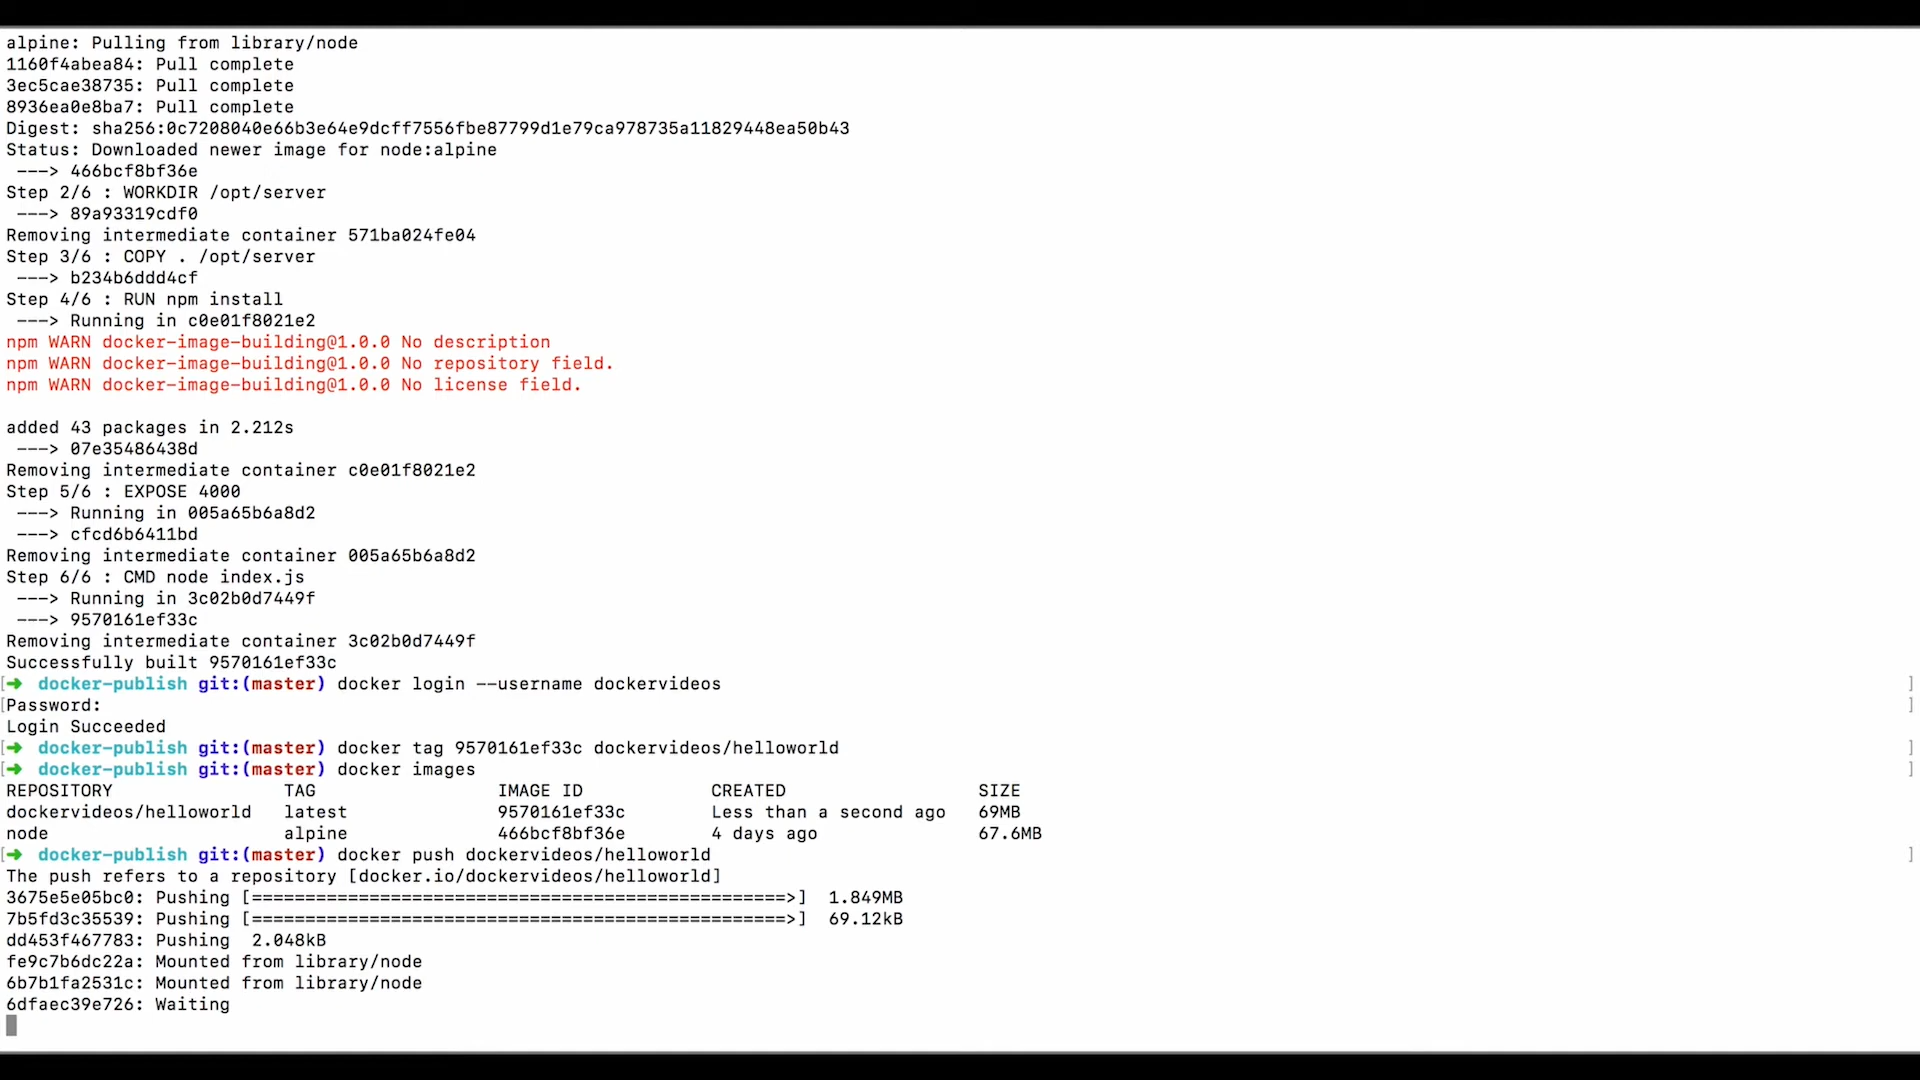 alpine: Pulling from library/node
1160f4abea84: Pull complete
3ec5cae38735: Pull complete
8936ea0e8ba7: Pull complete
Digest: sha256:0c7208040e66b3e64e9dcff7556fbe87799d1e79ca978735a11829448ea50b43
Status: Downloaded newer image for node:alpine
 ---> 466bcf8bf36e
Step 2/6 : WORKDIR /opt/server
 ---> 89a93319cdf0
Removing intermediate container 571ba024fe04
Step 3/6 : COPY . /opt/server
 ---> b234b6ddd4cf
Step 4/6 : RUN npm install
 ---> Running in c0e01f8021e2
npm WARN docker-image-building@1.0.0 No description
npm WARN docker-image-building@1.0.0 No repository field.
npm WARN docker-image-building@1.0.0 No license field.

added 43 packages in 2.212s
 ---> 07e35486438d
Removing intermediate container c0e01f8021e2
Step 5/6 : EXPOSE 4000
 ---> Running in 005a65b6a8d2
 ---> cfcd6b6411bd
Removing intermediate container 005a65b6a8d2
Step 6/6 : CMD node index.js
 ---> Running in 3c02b0d7449f
 ---> 9570161ef33c
Removing intermediate container 3c02b0d7449f
Successfully built 9570161ef33c
[➜  docker-publish git:(master) docker login --username dockervideos ]
[Password: ]
Login Succeeded
[➜  docker-publish git:(master) docker tag 9570161ef33c dockervideos/helloworld ]
[➜  docker-publish git:(master) docker images ]
REPOSITORY                TAG                 IMAGE ID            CREATED                  SIZE
dockervideos/helloworld   latest              9570161ef33c        Less than a second ago   69MB
node                      alpine              466bcf8bf36e        4 days ago               67.6MB
[➜  docker-publish git:(master) docker push dockervideos/helloworld ]
The push refers to a repository [docker.io/dockervideos/helloworld]
3675e5e05bc0: Pushing [==================================================>]  1.849MB
7b5fd3c35539: Pushing [==================================================>]  69.12kB
dd453f467783: Pushing  2.048kB
fe9c7b6dc22a: Mounted from library/node
6b7b1fa2531c: Mounted from library/node
6dfaec39e726: Waiting